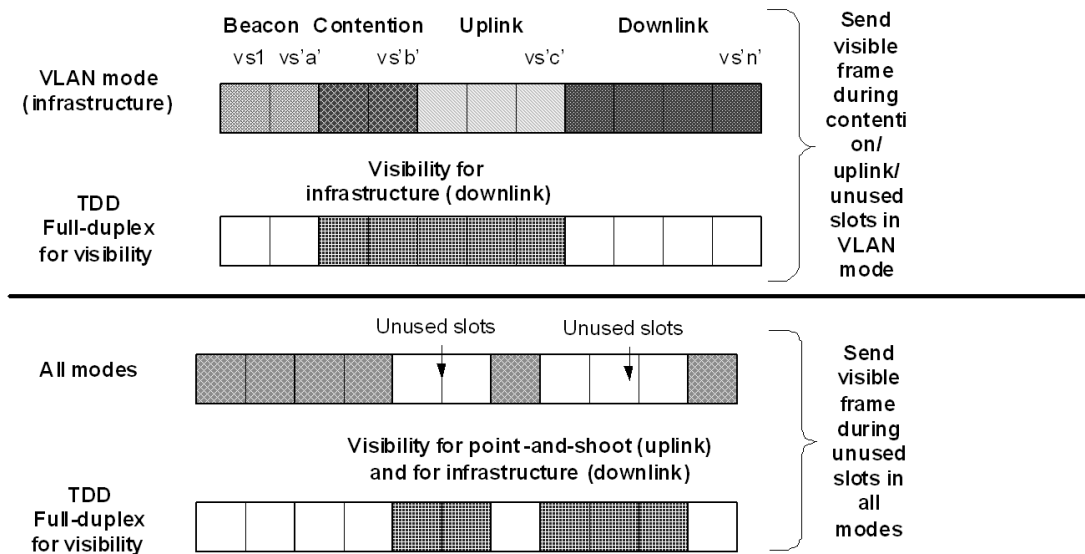 Beacon Contention Uplink Downlink
vs1 vs'a' vs'b' vs'c' vs'n'
VLAN mode
(infrastructure)
Visibility for
infrastructure (downlink)
TDD
Full-duplex
for visibility
Send
visible
frame
during
contenti
on/
uplink/
unused
slots in
VLAN
mode
Unused slots Unused slots
All modes
Visibility for point-and-shoot (uplink)
and for infrastructure (downlink)
TDD
Full-duplex
for visibility
Send
visible
frame
during
unused
slots in
all
modes